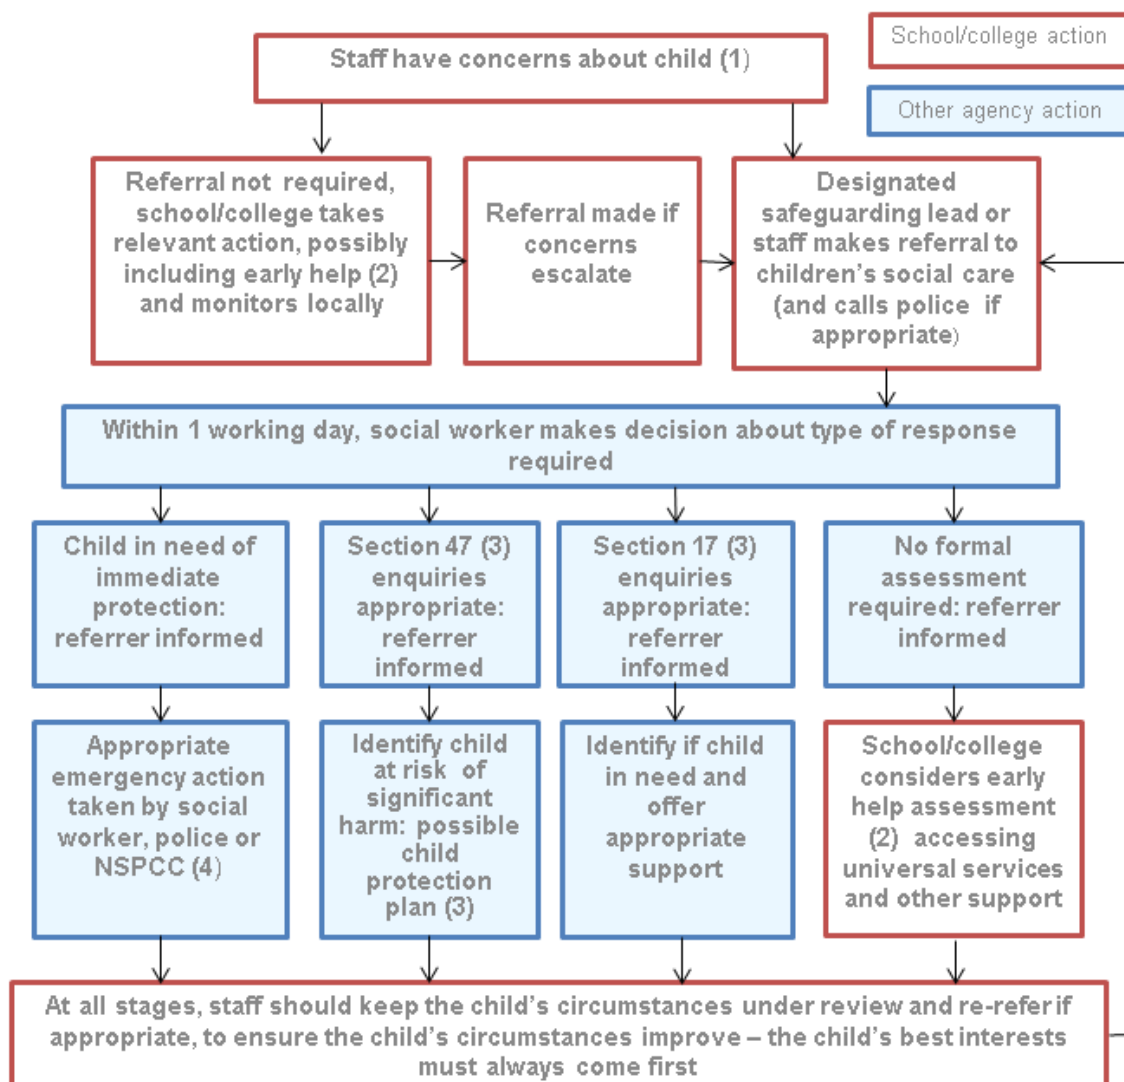 School/college action
Staff have concerns about child (1)
Other agency action
Referral not required,
school/college takes
relevant action, possibly
including early help (2)
and monitors locally
Referral made if
concerns
escalate
Designated
safeguarding lead or
staff makes referral to
children's social care
(and calls police if
appropriate)
Within 1 working day, social worker makes decision about type of response
required
Child in need of
immediate
protection:
referrer informed
Section 47 (3)
enquiries
appropriate:
referrer
informed
Section 17 (3)
enquiries
appropriate:
referrer
informed
No formal
assessment
required: referrer
informed
Appropriate
emergency action
taken by social
worker, police or
NSPCC (4)
Identify child
at risk of
significant
harm: possible
child
protection
plan (3)
Identify if child
in need and
offer
appropriate
support
School/college
considers early
help assessment
(2) accessing
universal services
and other support
At all stages, staff should keep the child's circumstances under review and re-refer if
appropriate, to ensure the child's circumstances improve – the child's best interests
must always come first